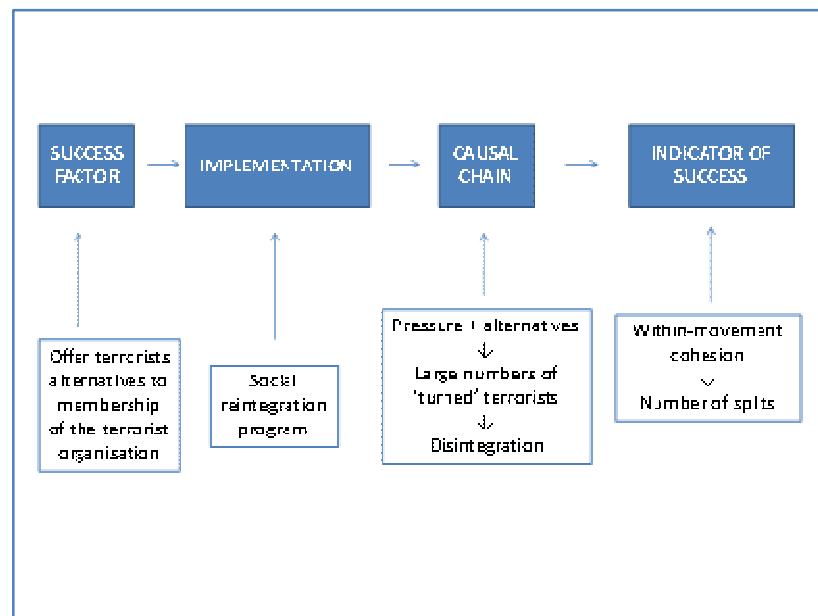 SUCCESS
FACTOR
IMPLEMENTATION
CAUSAL
CHAIN
INDICATOR OF
SUCCESS
Offer terrorists
alternatives to
membership
of the terrorist
organisation
Social
reintegration
program
Pressure + alternatives
↓
Large numbers of
‘turned’ terrorists
↓
Disintegration
Within-movement
cohesion
↓
Number of splits